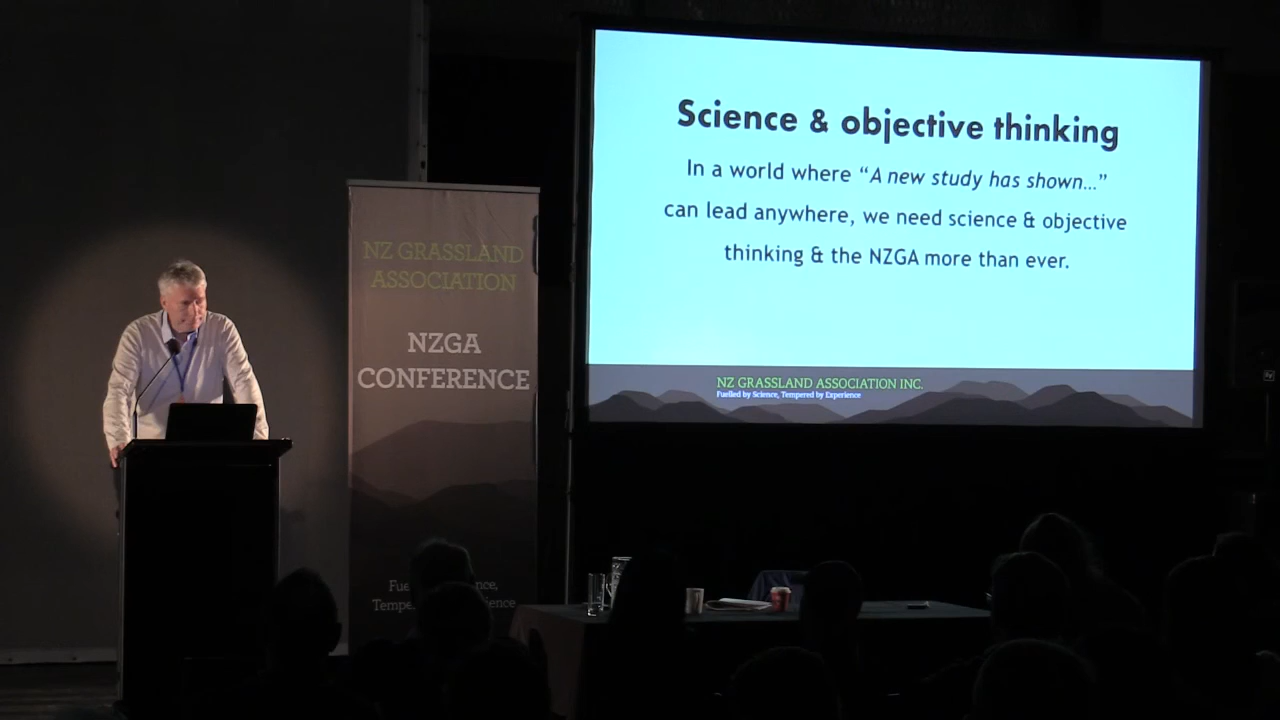 NZ GRASSLAND
ASSOCIATION
NZGA
CONFERENCE
Science & objective thinking
In a world where “A new study has shown...”
can lead anywhere, we need science & objective
thinking & the NZGA more than ever.
NZ GRASSLAND ASSOCIATION INC.
Fuelled by Science, Tempered by Experience